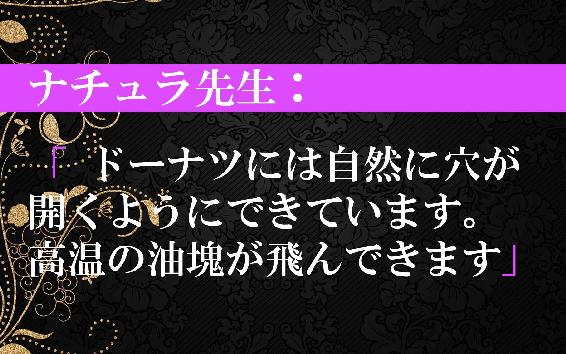 ナチュラ先生：
「ドーナツには自然に穴が
開くようにできています。
高温の油塊が飛んできます」